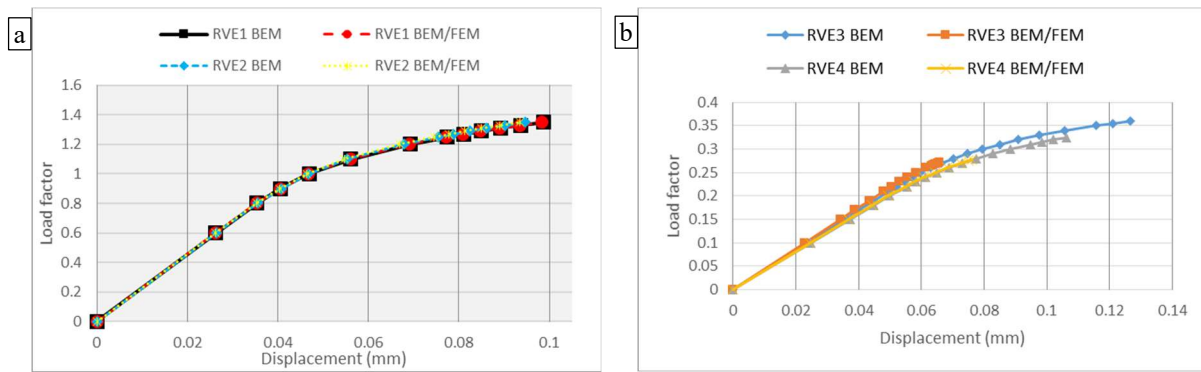 a
RVE1 BEM
RVE1 BEM/FEM
RVE2 BEM
RVE2 BEM/FEM
1.6
1.4
1.2
1
0.8
0.6
0.4
0.2
0
Load factor
0 0.02 0.04 0.06 0.08 0.1
Displacement (mm)
b
RVE3 BEM
RVE3 BEM/FEM
RVE4 BEM
RVE4 BEM/FEM
0.4
0.35
0.3
0.25
0.2
0.15
0.1
0.05
0
Load factor
0 0.02 0.04 0.06 0.08 0.1 0.12 0.14
Displacement (mm)